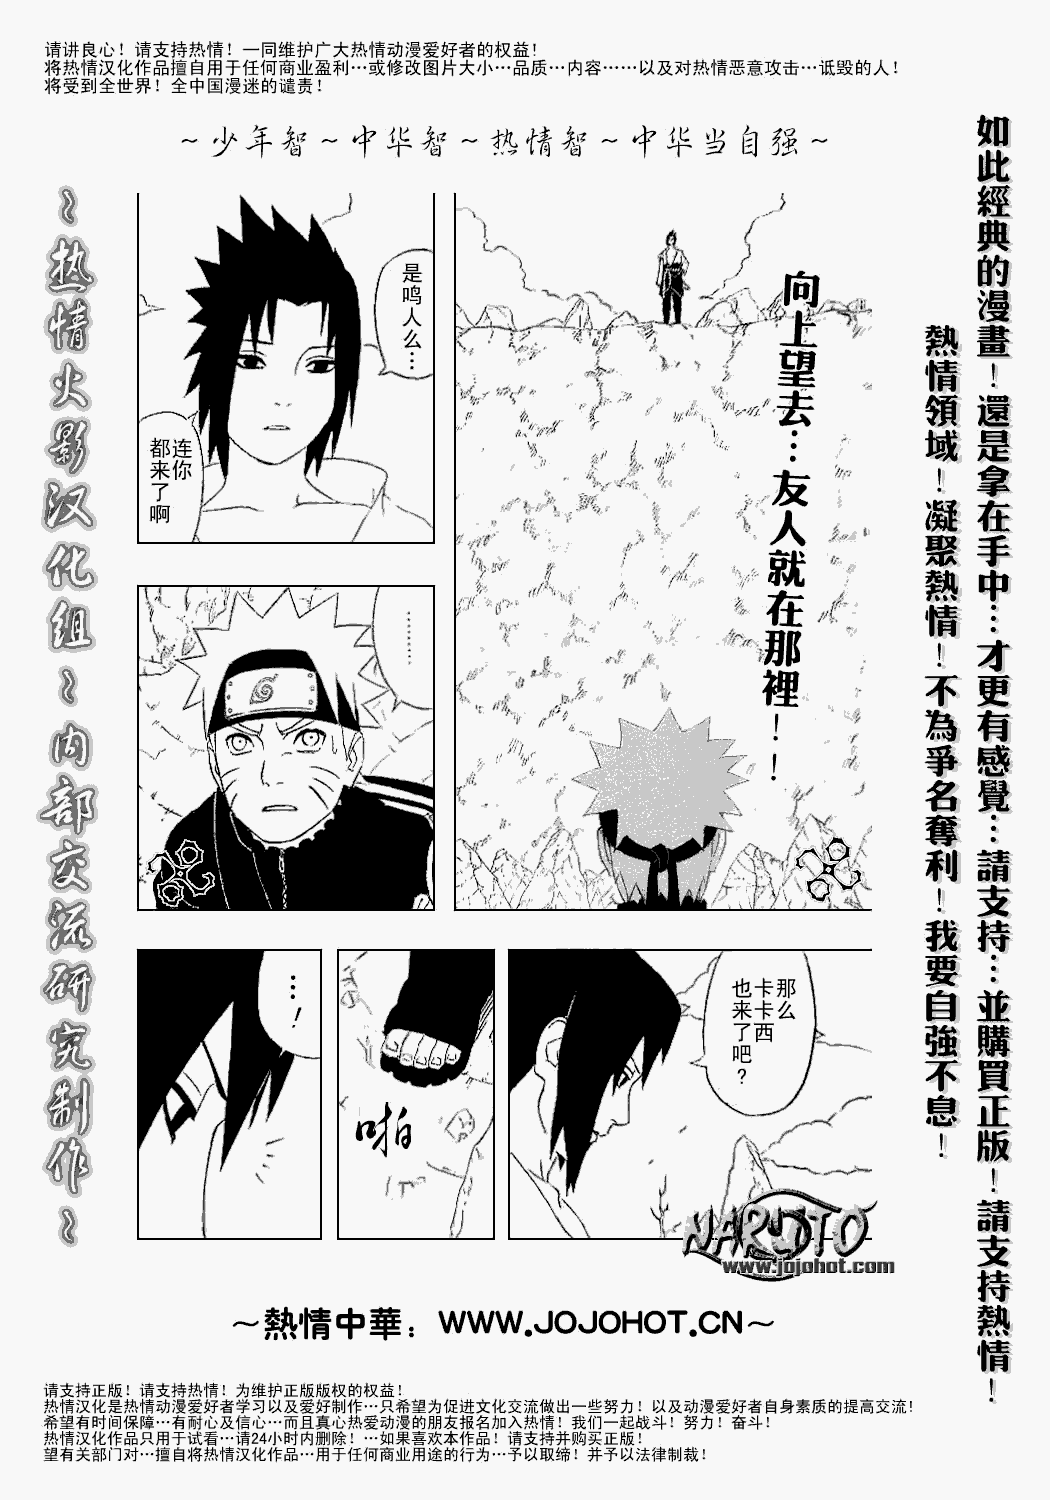 请讲良心！请支持热情！一同维护广大热情动漫爱好者的权益！
将热情汉化作品擅自用于任何商业盈利…或修改图片大小…品质…内容……以及对热情恶意攻击…诋毁的人！
将受到全世界！全中国漫迷的谴责！
～少年智～中华智～热情智～中华当自强～
如此經典的漫畫！還是拿在手中…才更有感覺…請支持…並購買正版！請支持熱情！
熱情領域！凝聚熱情！不為爭名奪利！我要自強不息！
向上望去…友人就在那裡！！
是鸣人么…
连你
都来了啊
………
那么
卡卡西
也来了吧？
啪
…！
～热情火影汉化组～内部交流研究制作～
NARUTO
www.jojohot.com
～熱情中華：WWW.JOJOHOT.CN～
请支持正版！请支持热情！为维护正版版权的权益！
热情汉化是热情动漫爱好者学习以及爱好制作…只希望为促进文化交流做出一些努力！以及动漫爱好者自身素质的提高交流！
希望有时间保障…有耐心及信心…而且真心热爱动漫的朋友报名加入热情！我们一起战斗！努力！奋斗！
热情汉化作品只用于试看…请24小时内删除！…如果喜欢本作品！请支持并购买正版！
望有关部门对…擅自将热情汉化作品…用于任何商业用途的行为…予以取缔！并予以法律制裁！